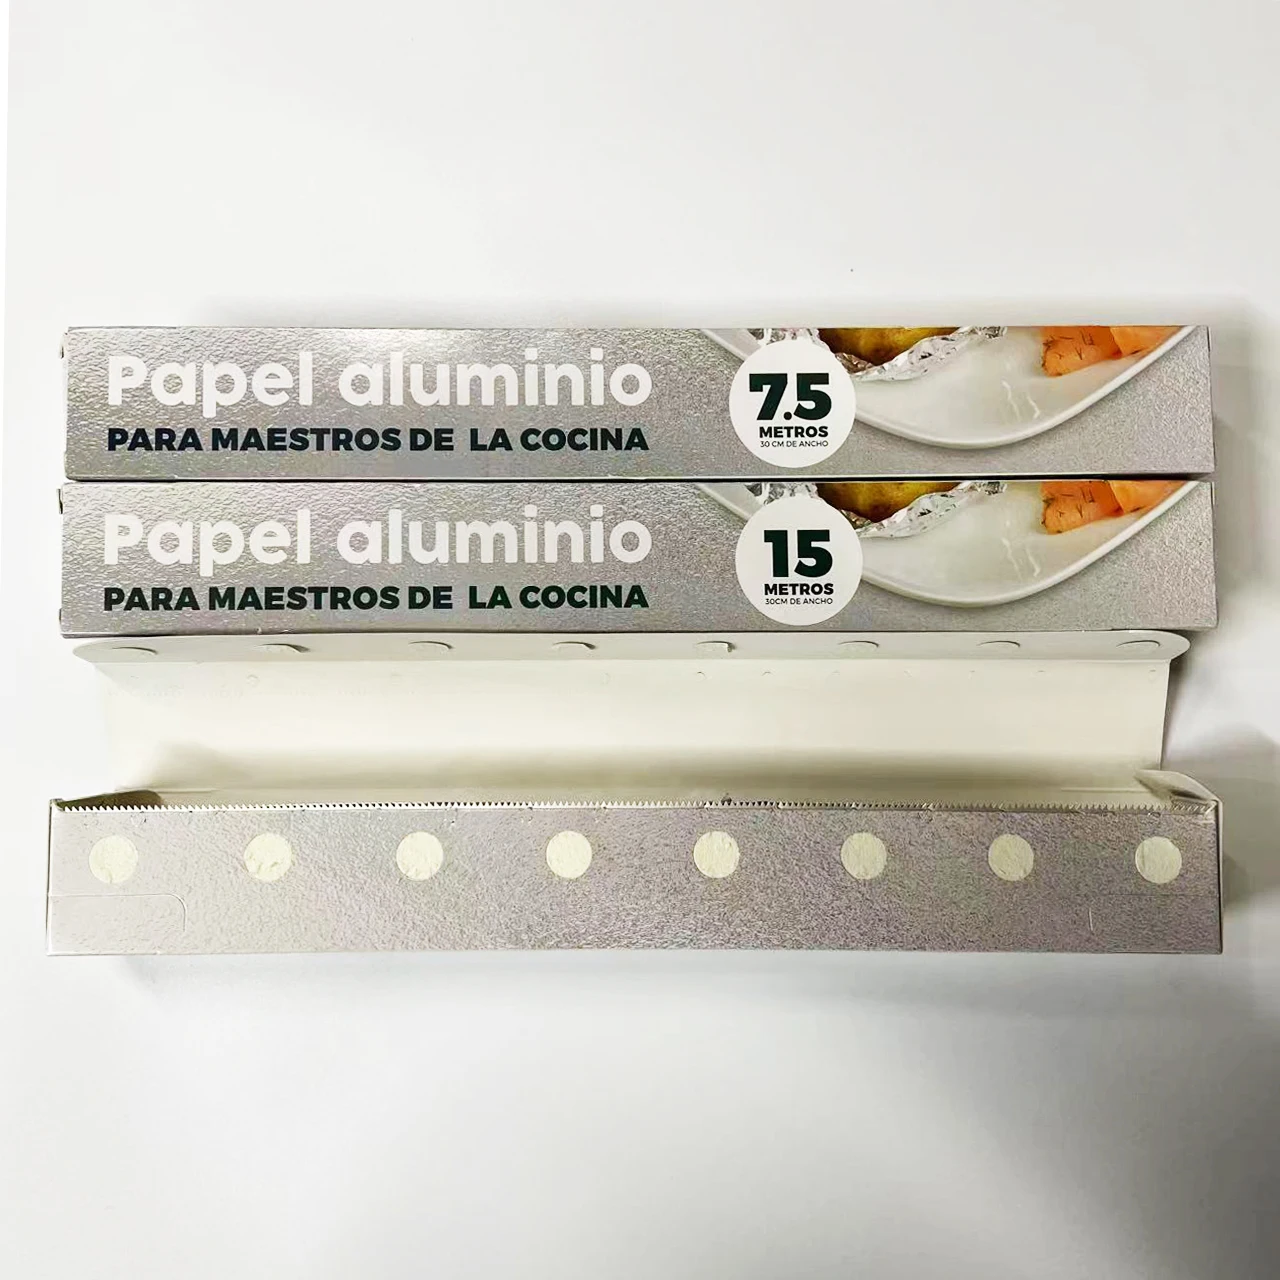 Papel aluminio
PARA MAESTROS DE LA COCINA
7.5
METROS
30 CM DE ANCHO
Papel aluminio
PARA MAESTROS DE LA COCINA
15
METROS
30CM DE ANCHO